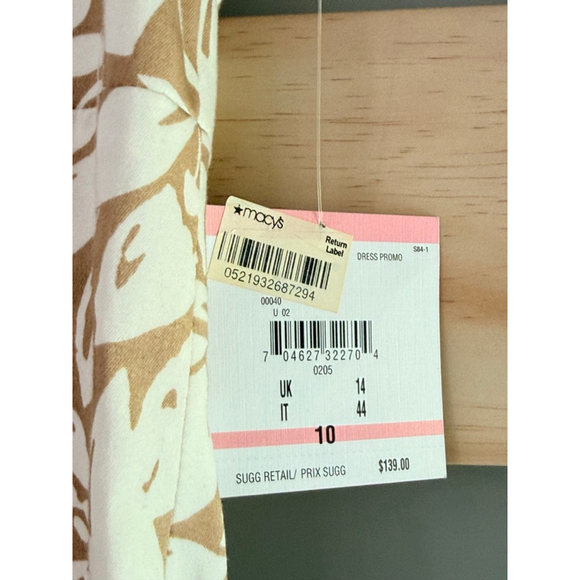 ★macy's
Return
Label
0521932687294
DRESS PROMO
S84-1
00040
U 02
7 04627 32270 4
0205
UK 14
IT 44
10
SUGG RETAIL/ PRIX SUGG $139.00